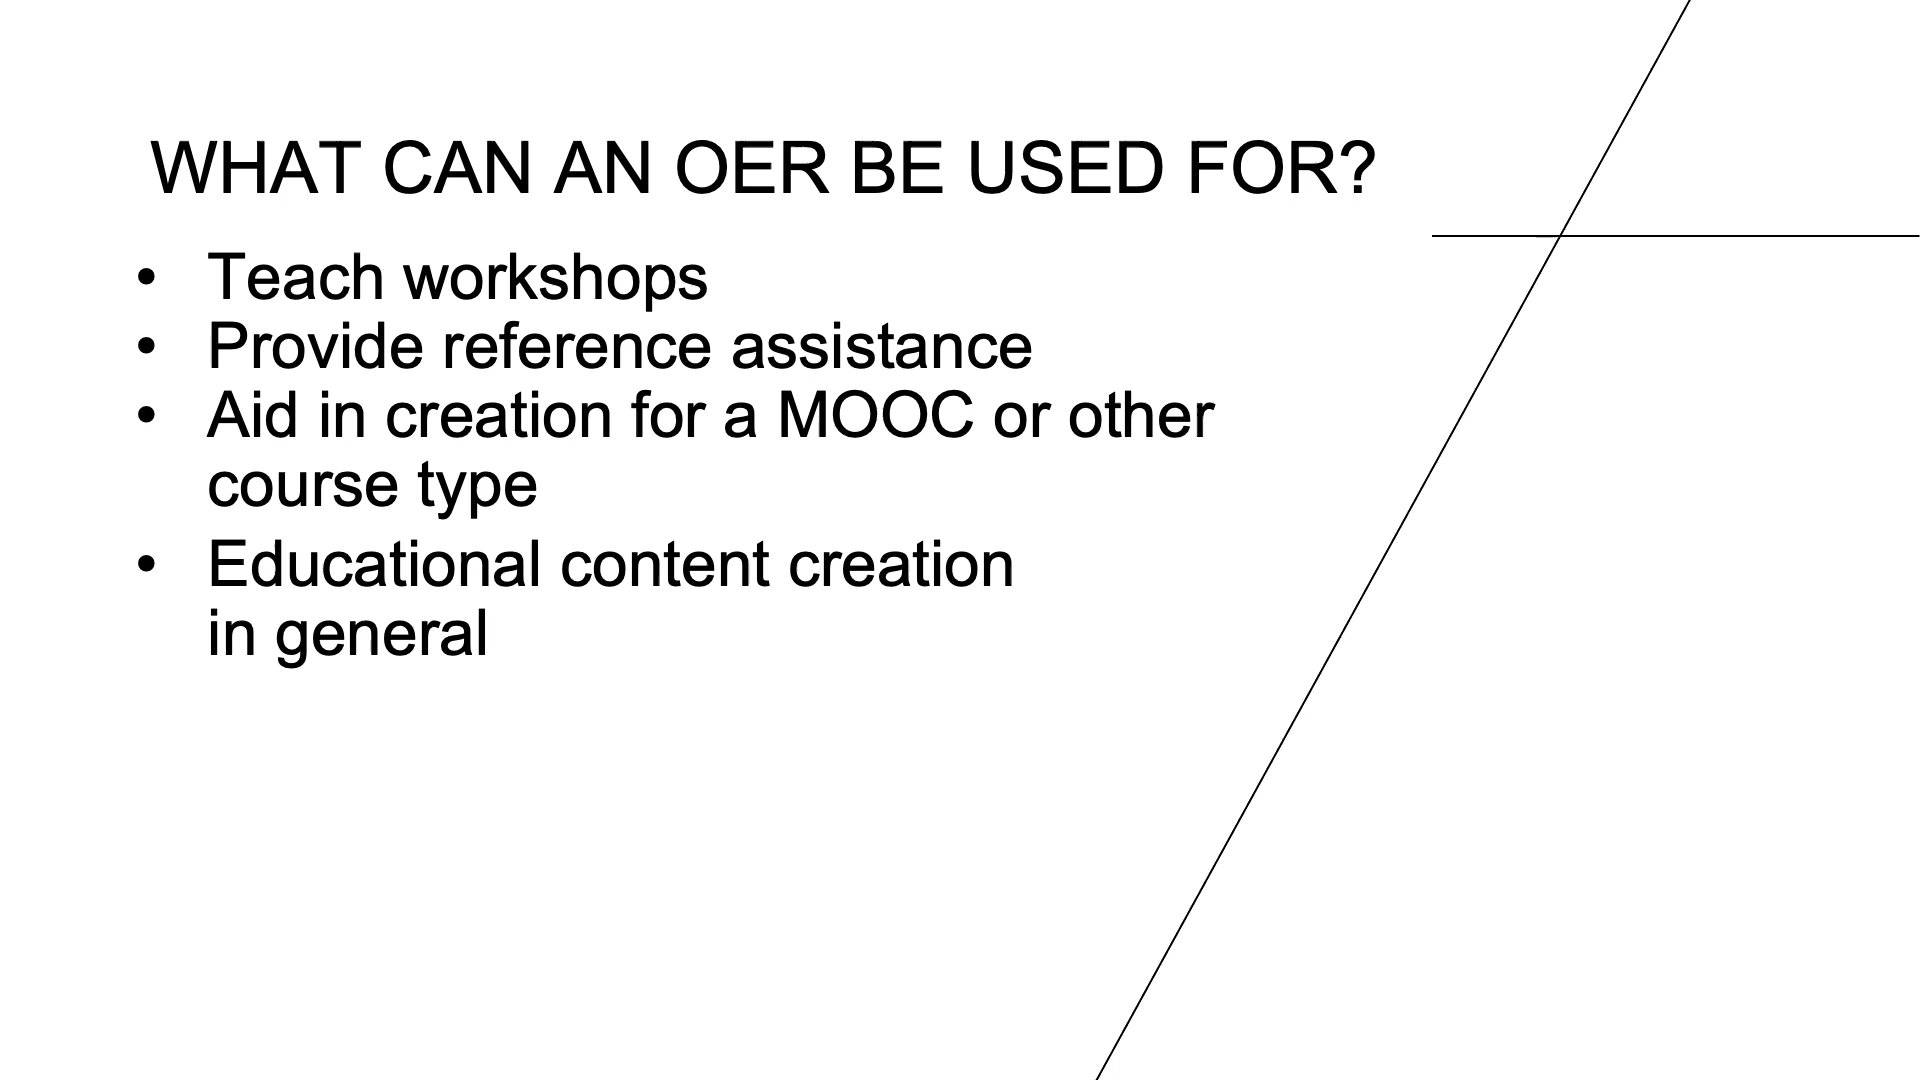 WHAT CAN AN OER BE USED FOR?
• Teach workshops
• Provide reference assistance
• Aid in creation for a MOOC or other
course type
• Educational content creation
in general